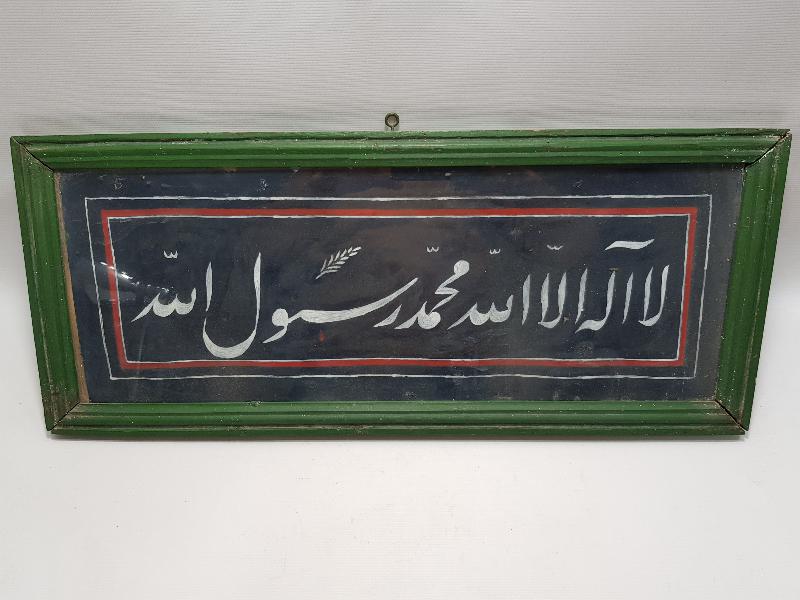 لا اله الا الله محمد رسول الله